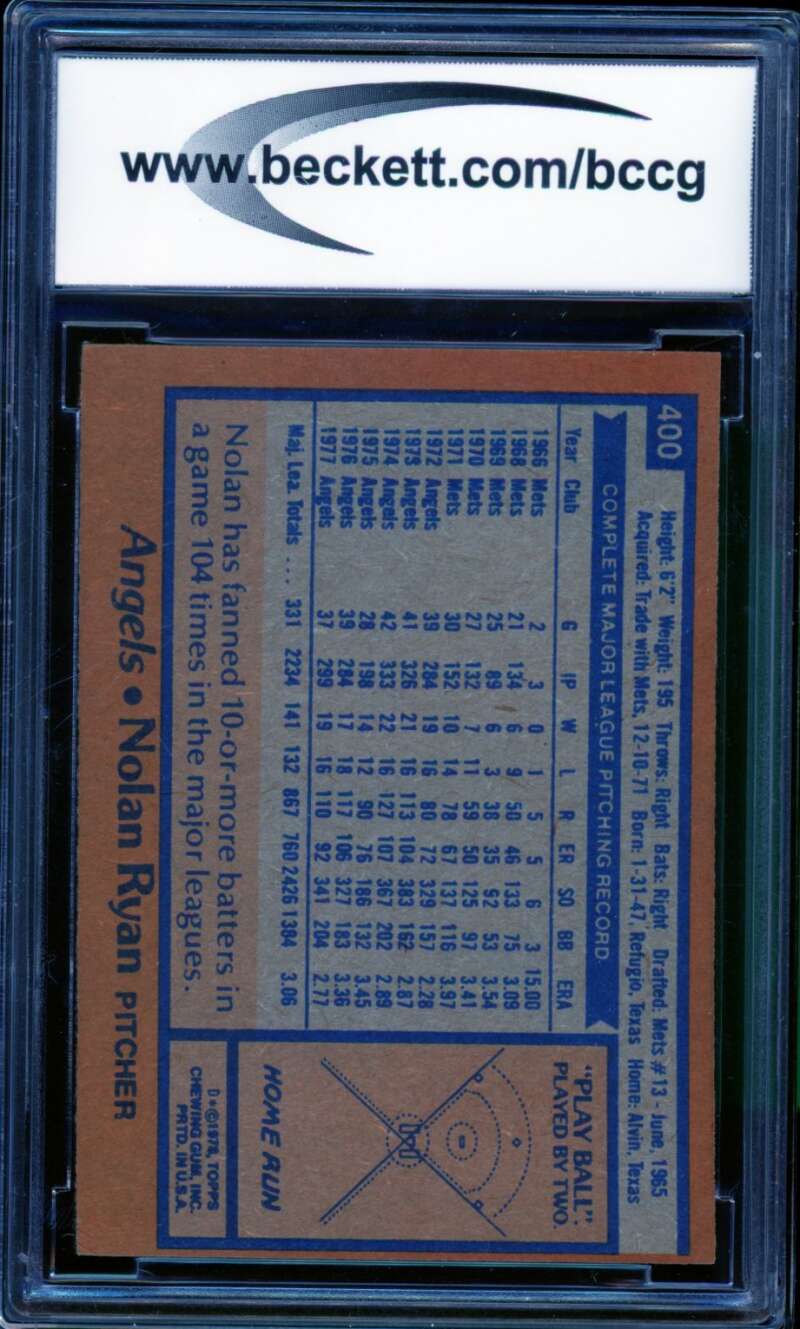 www.beckett.com/bccg
400
Height: 6'2" Weight: 195 Throws: Right Bats: Right Drafted: Mets #13 - June, 1965
Acquired: Trade with Mets, 12-10-71 Born: 1-31-47, Refugio, Texas Home: Alvin, Texas
COMPLETE MAJOR LEAGUE PITCHING RECORD
Year Club G IP W L R ER SO BB ERA
1966 Mets 2 3 0 1 5 5 6 3 15.00
1968 Mets 21 134 6 9 50 46 133 75 3.09
1969 Mets 25 89 6 3 38 35 92 53 3.54
1970 Mets 27 132 7 11 59 50 125 97 3.41
1971 Mets 30 152 10 14 78 67 137 116 3.97
1972 Angels 39 284 19 16 80 72 329 157 2.28
1973 Angels 41 326 21 16 113 104 383 162 2.87
1974 Angels 42 333 22 16 127 107 367 202 2.89
1975 Angels 28 198 14 12 90 76 186 132 3.45
1976 Angels 39 284 17 18 117 106 327 183 3.36
1977 Angels 37 299 19 16 110 92 341 204 2.77
Maj. Lea. Totals ... 331 2234 141 132 867 760 2426 1384 3.06
Nolan has fanned 10-or-more batters in
a game 104 times in the major leagues.
"PLAY BALL"
PLAYED BY TWO.
HOME RUN
D*©1978, TOPPS
CHEWING GUM, INC.
PRTD. IN U.S.A.
Angels • Nolan Ryan PITCHER